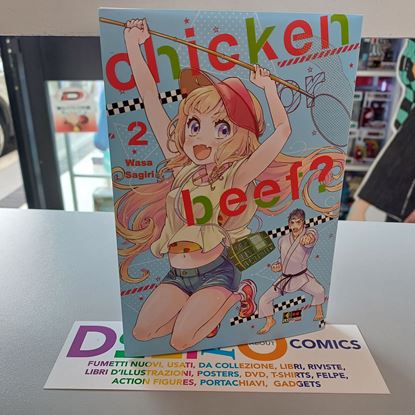 chicken
or
beef?
2
Wasa
Sagiri
COMICS
FUMETTI NUOVI, USATI, DA COLLEZIONE, LIBRI, RIVISTE,
LIBRI D'ILLUSTRAZIONI, POSTERS, DVD, T-SHIRTS, FELPE,
ACTION FIGURES, PORTACHIAVI, GADGETS